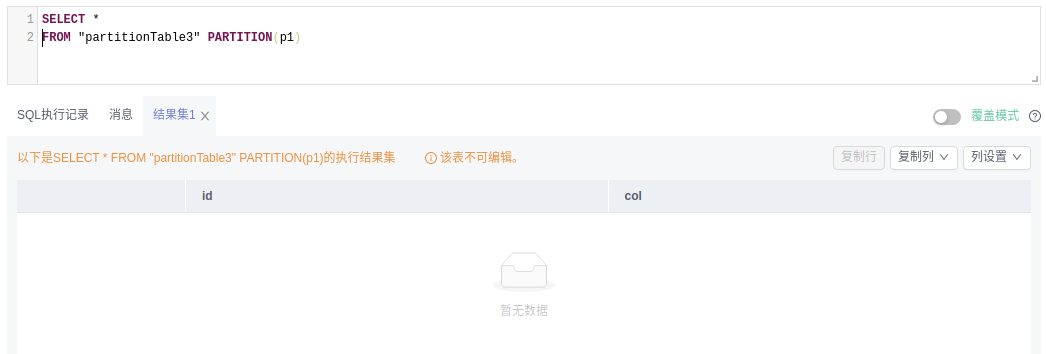 1 SELECT *
2 FROM "partitionTable3" PARTITION(p1)
SQL执行记录 消息 结果集1 覆盖模式
以下是SELECT * FROM "partitionTable3" PARTITION(p1)的执行结果集 该表不可编辑。 复制行 复制列 列设置
id col
暂无数据